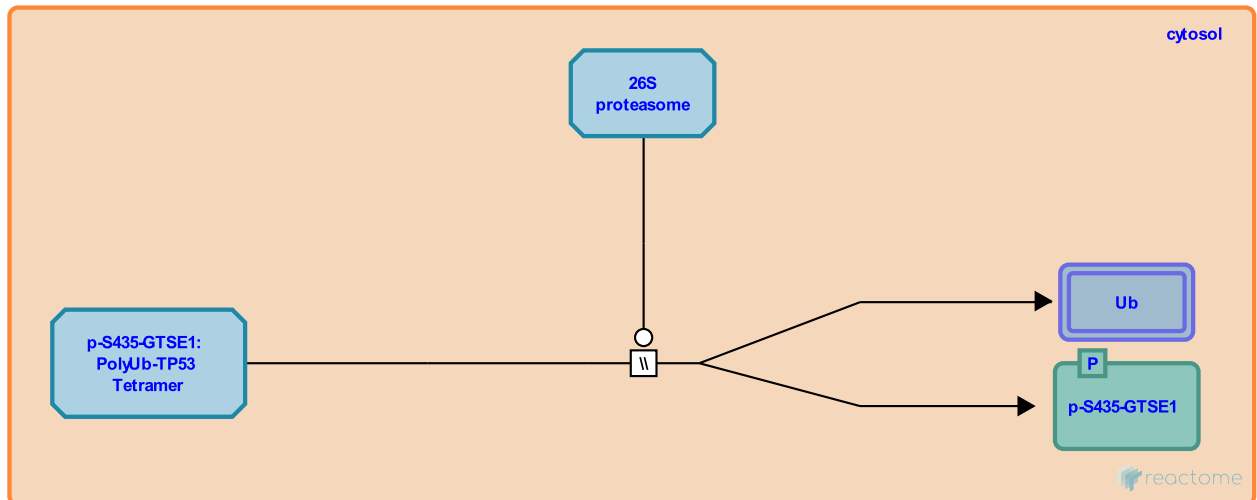 cytosol
26S
proteasome
p-S435-GTSE1:
PolyUb-TP53
Tetramer
\\
Ub
P
p-S435-GTSE1
reactome